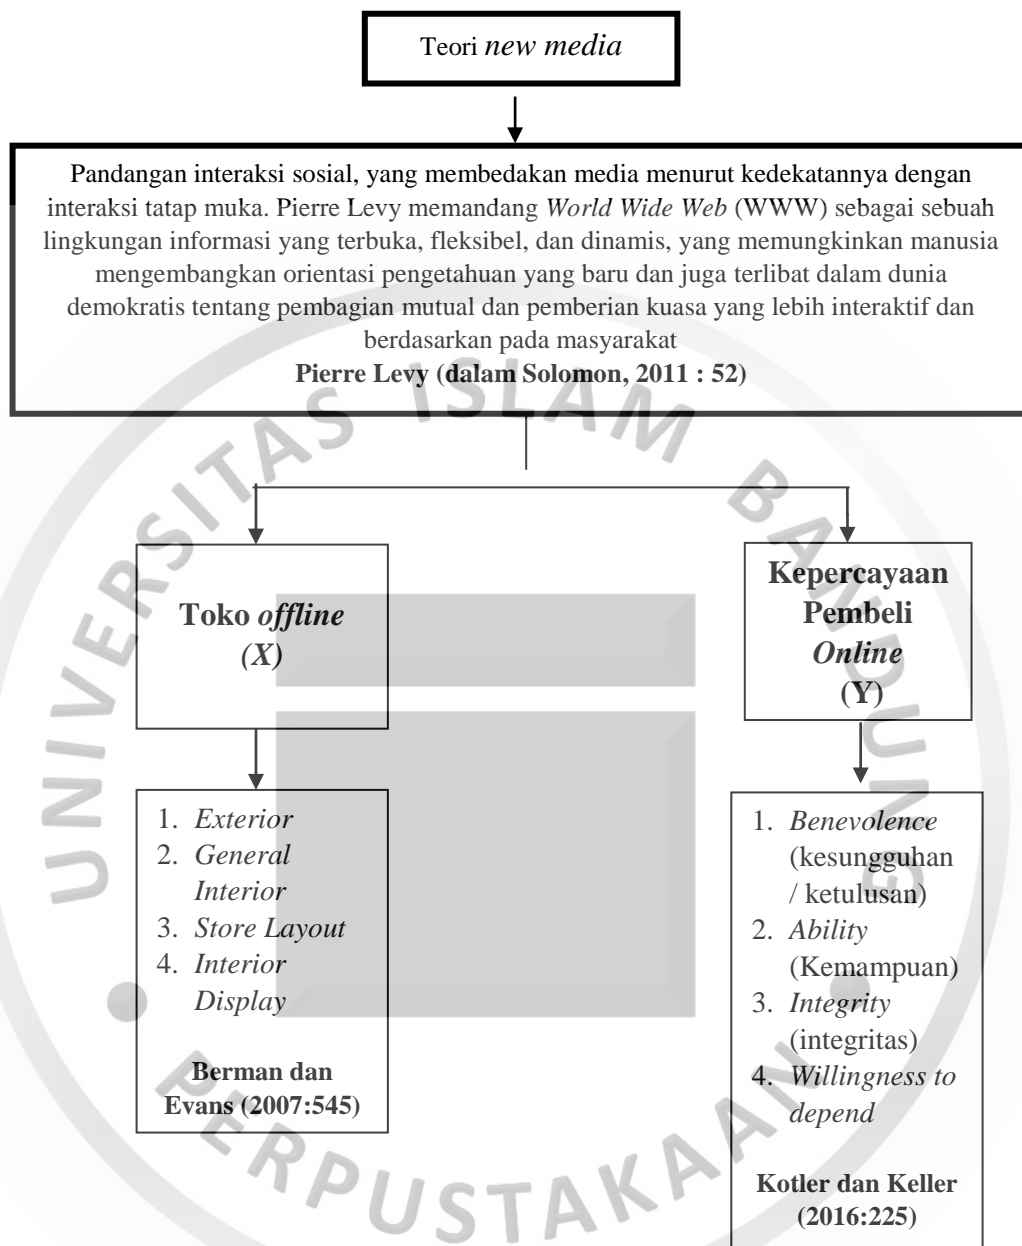 Teori new media
Pandangan interaksi sosial, yang membedakan media menurut kedekatannya dengan
interaksi tatap muka. Pierre Levy memandang World Wide Web (WWW) sebagai sebuah
lingkungan informasi yang terbuka, fleksibel, dan dinamis, yang memungkinkan manusia
mengembangkan orientasi pengetahuan yang baru dan juga terlibat dalam dunia
demokratis tentang pembagian mutual dan pemberian kuasa yang lebih interaktif dan
berdasarkan pada masyarakat
Pierre Levy (dalam Solomon, 2011 : 52)
Toko offline
(X)
Kepercayaan
Pembeli
Online
(Y)
1. Exterior
2. General
Interior
3. Store Layout
4. Interior
Display
Berman dan
Evans (2007:545)
1. Benevolence
(kesungguhan
/ ketulusan)
2. Ability
(Kemampuan)
3. Integrity
(integritas)
4. Willingness to
depend
Kotler dan Keller
(2016:225)
UNIVERSITAS ISLAM BANDUNG
PERPUSTAKAAN